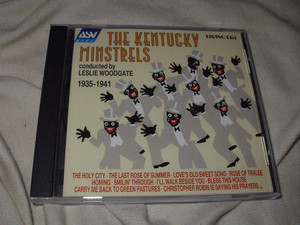 ASV
LIVING ERA
THE KENTUCKY
MINSTRELS
conducted by
LESLIE WOODGATE
1935-1941
THE HOLY CITY · THE LAST ROSE OF SUMMER · LOVE'S OLD SWEET SONG · ROSE OF TRALEE
HOMING · SMILIN' THROUGH · I'LL WALK BESIDE YOU · BLESS THIS HOUSE
CARRY ME BACK TO GREEN PASTURES · CHRISTOPHER ROBIN IS SAYING HIS PRAYERS ...